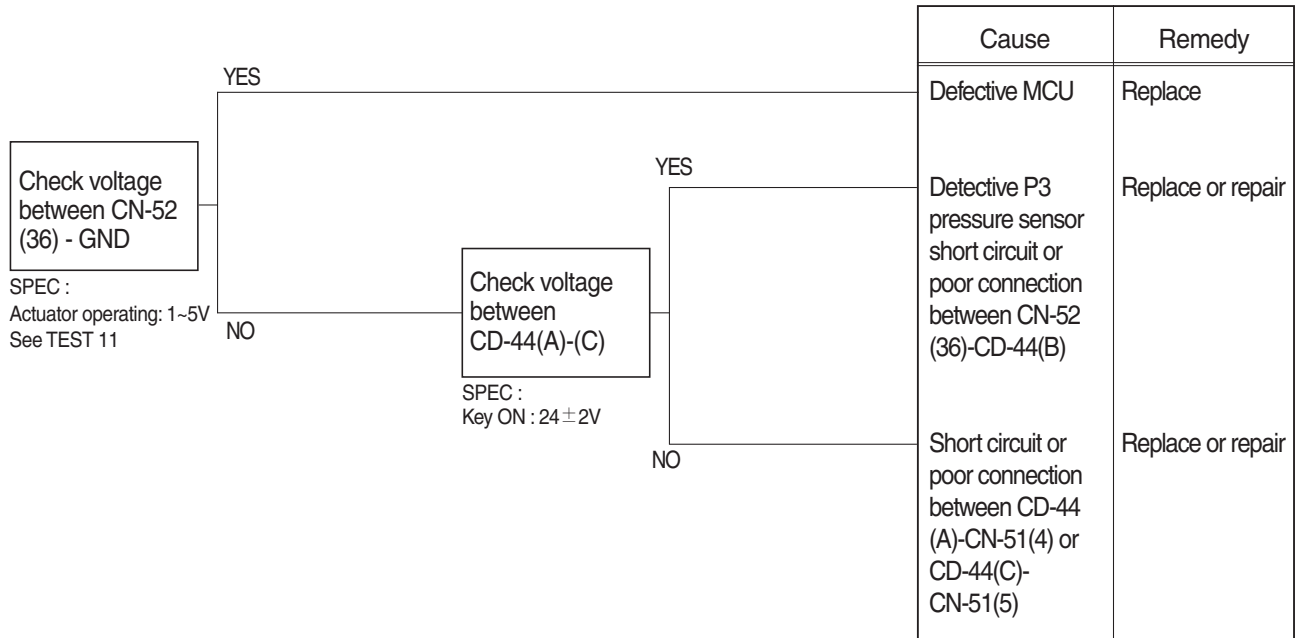 Cause
Remedy
YES
Defective MCU
Replace
Check voltage
between CN-52
(36) - GND
SPEC :
Actuator operating: 1~5V
See TEST 11
NO
YES
Check voltage
between
CD-44(A)-(C)
SPEC :
Key ON : 24±2V
NO
Detective P3
pressure sensor
short circuit or
poor connection
between CN-52
(36)-CD-44(B)
Replace or repair
Short circuit or
poor connection
between CD-44
(A)-CN-51(4) or
CD-44(C)-
CN-51(5)
Replace or repair